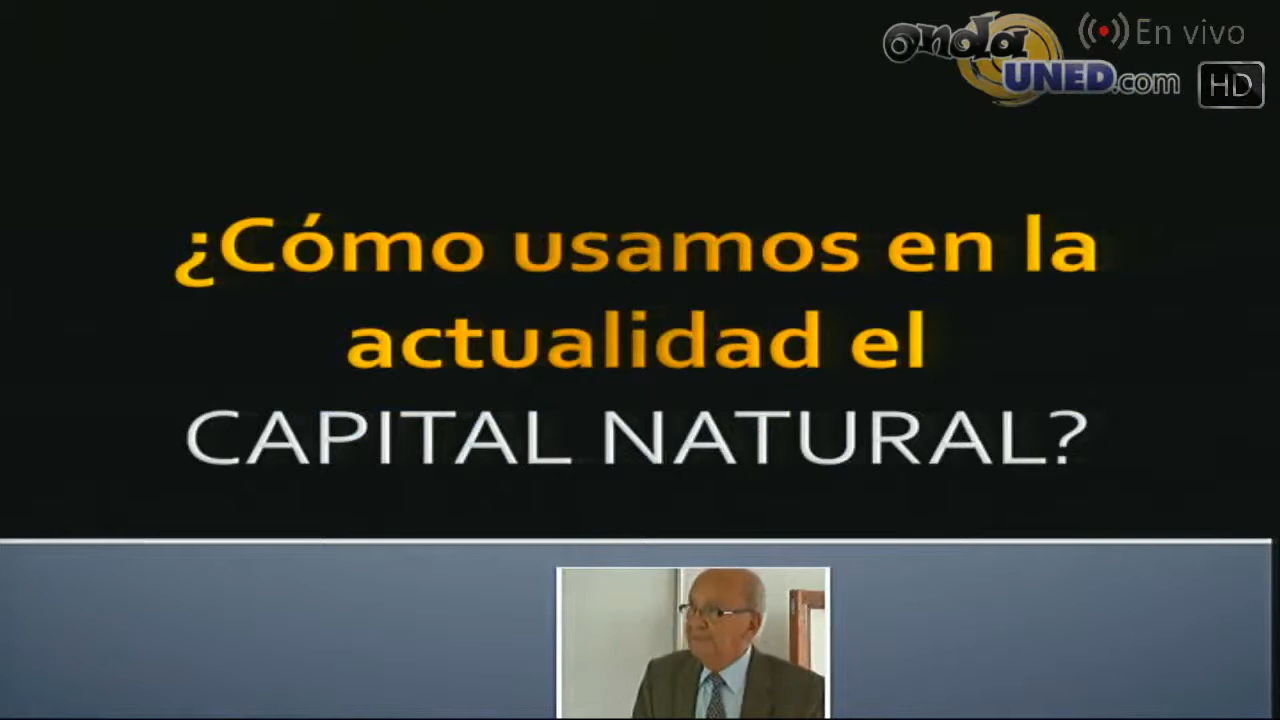 onda
UNED.com
En vivo
HD
¿Cómo usamos en la
actualidad el
CAPITAL NATURAL?